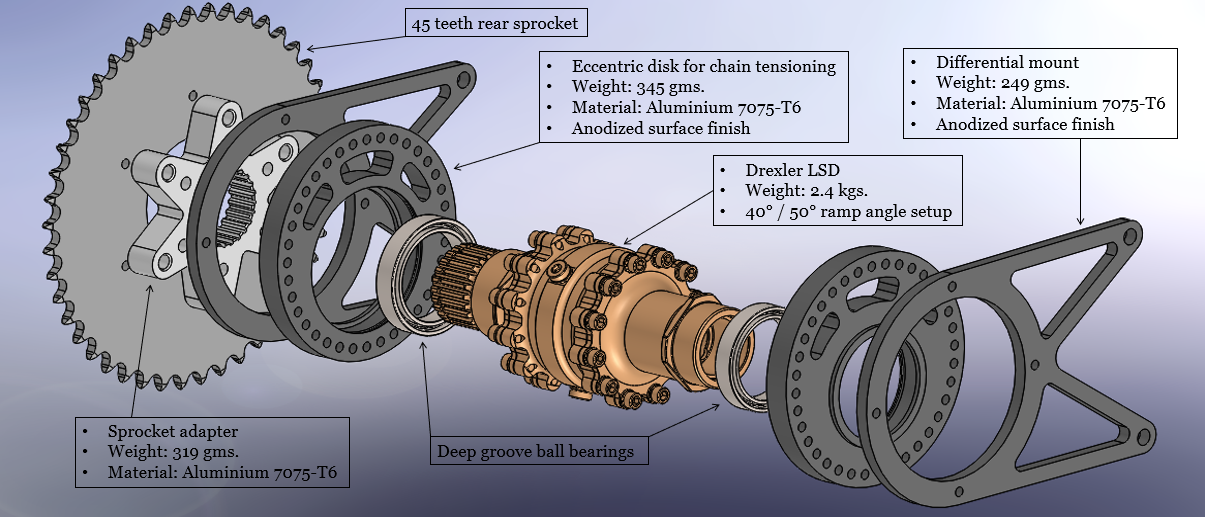 45 teeth rear sprocket
• Eccentric disk for chain tensioning
• Weight: 345 gms.
• Material: Aluminium 7075-T6
• Anodized surface finish
• Differential mount
• Weight: 249 gms.
• Material: Aluminium 7075-T6
• Anodized surface finish
• Drexler LSD
• Weight: 2.4 kgs.
• 40° / 50° ramp angle setup
• Sprocket adapter
• Weight: 319 gms.
• Material: Aluminium 7075-T6
Deep groove ball bearings